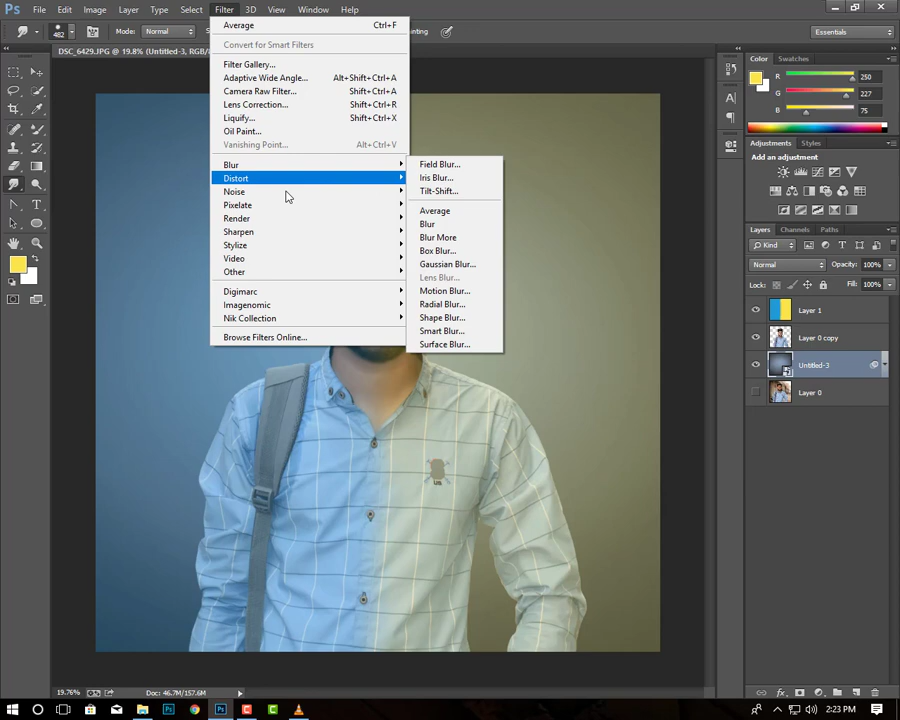 Ps File Edit Image Layer Type Select Filter 3D View Window Help
482 Mode: Normal Essentials
DSC_6429.JPG @ 19.8% (Untitled-3, RGB/
Average Ctrl+F
Convert for Smart Filters
Filter Gallery...
Adaptive Wide Angle... Alt+Shift+Ctrl+A
Camera Raw Filter... Shift+Ctrl+A
Lens Correction... Shift+Ctrl+R
Liquify... Shift+Ctrl+X
Oil Paint...
Vanishing Point... Alt+Ctrl+V
Blur
Distort
Noise
Pixelate
Render
Sharpen
Stylize
Video
Other
Digimarc
Imagenomic
Nik Collection
Browse Filters Online...
Field Blur...
Iris Blur...
Tilt-Shift...
Average
Blur
Blur More
Box Blur...
Gaussian Blur...
Lens Blur...
Motion Blur...
Radial Blur...
Shape Blur...
Smart Blur...
Surface Blur...
Color Swatches
R 250
G 227
B 75
Adjustments Styles
Add an adjustment
Layers Channels Paths
Kind
Normal Opacity: 100%
Lock: Fill: 100%
Layer 1
Layer 0 copy
Untitled-3
Layer 0
19.76% Doc: 46.7M/157.6M
2:23 PM